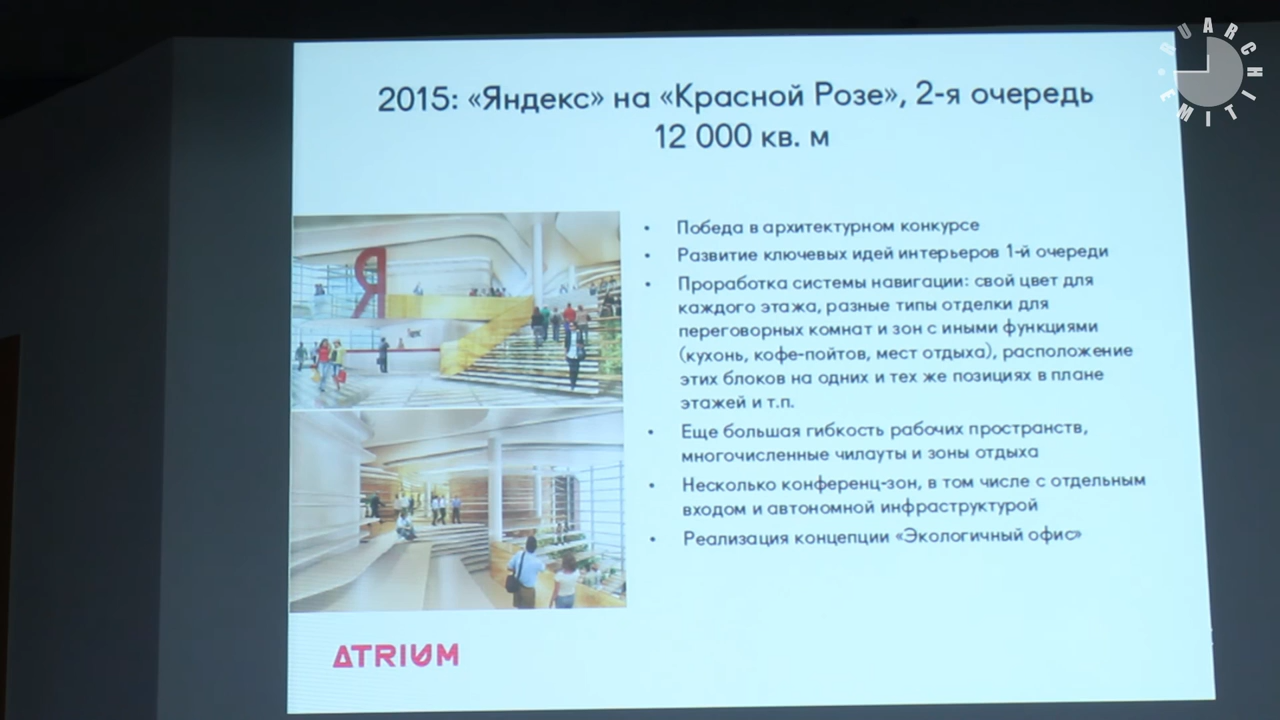 2015: «Яндекс» на «Красной Розе», 2-я очередь
12 000 кв. м
• Победа в архитектурном конкурсе
• Развитие ключевых идей интерьеров 1-й очереди
• Проработка системы навигации: свой цвет для
каждого этажа, разные типы отделки для
переговорных комнат и зон с иными функциями
(кухонь, кофе-пойтов, мест отдыха), расположение
этих блоков на одних и тех же позициях в плане
этажей и т.п.
• Еще большая гибкость рабочих пространств,
многочисленные чилауты и зоны отдыха
• Несколько конференц-зон, в том числе с отдельным
входом и автономной инфраструктурой
• Реализация концепции «Экологичный офис»
Я
ATRIUM
UARCH
ITIME